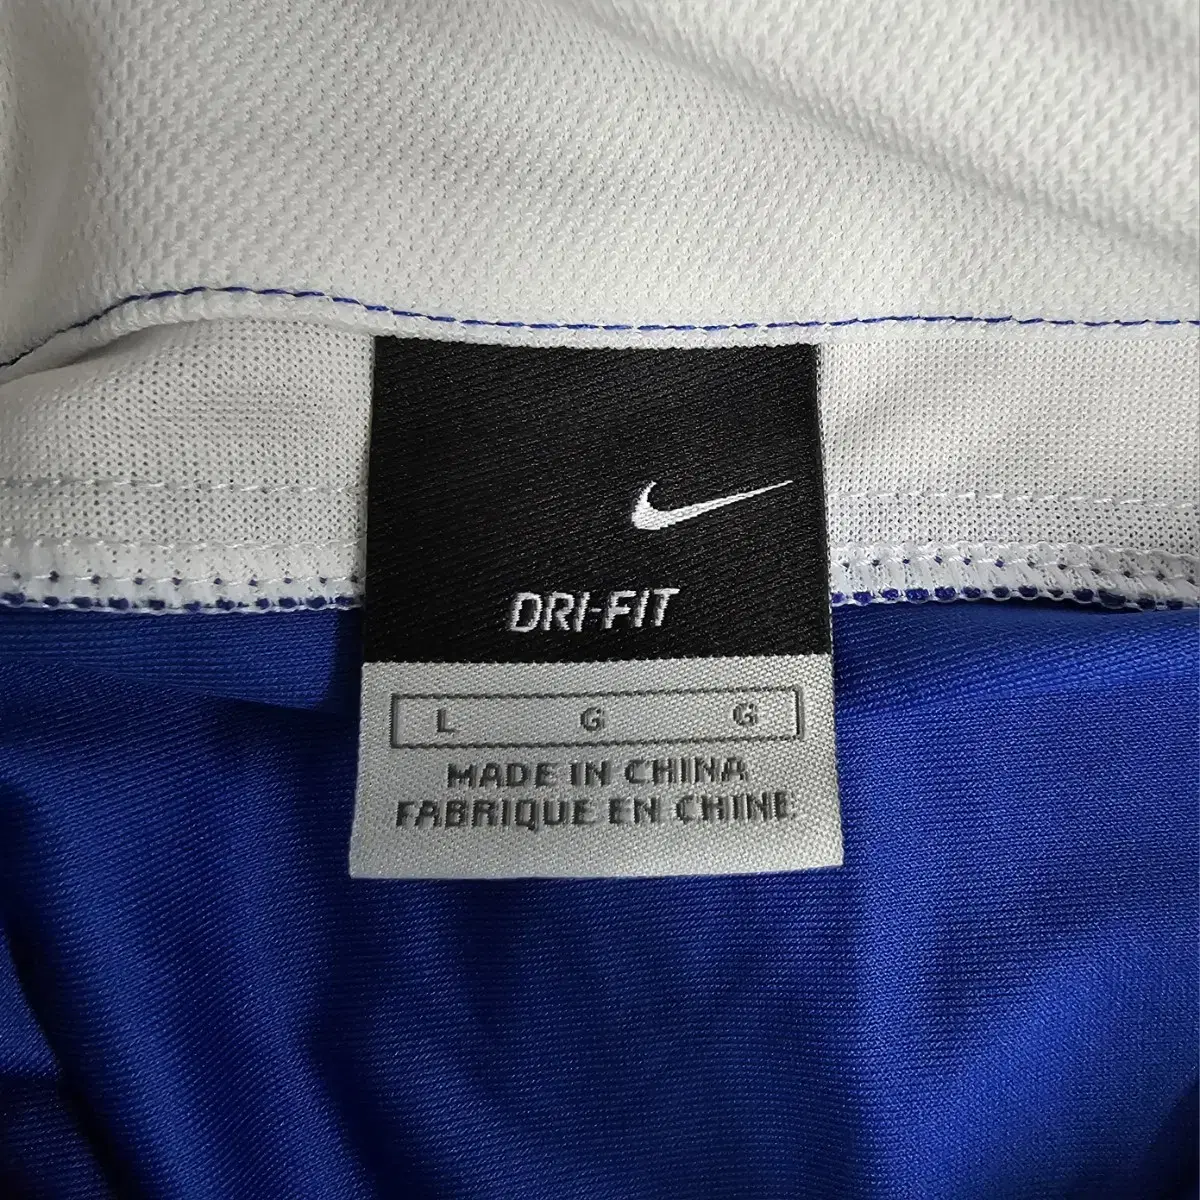 DRI-FIT
L G G
MADE IN CHINA
FABRIQUE EN CHINE